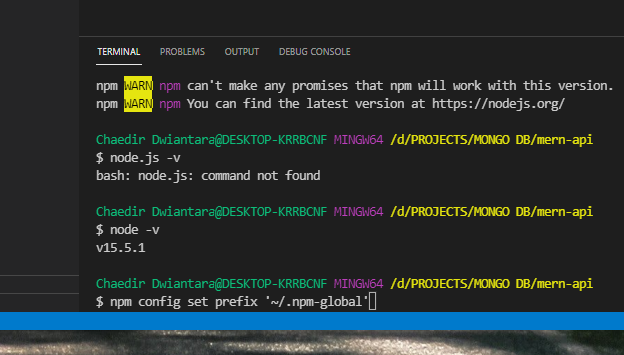 TERMINAL PROBLEMS OUTPUT DEBUG CONSOLE
npm WARN npm can't make any promises that npm will work with this version.
npm WARN npm You can find the latest version at https://nodejs.org/
Chaedir Dwiantara@DESKTOP-KRRBCNF MINGW64 /d/PROJECTS/MONGO DB/mern-api
$ node.js -v
bash: node.js: command not found
Chaedir Dwiantara@DESKTOP-KRRBCNF MINGW64 /d/PROJECTS/MONGO DB/mern-api
$ node -v
v15.5.1
Chaedir Dwiantara@DESKTOP-KRRBCNF MINGW64 /d/PROJECTS/MONGO DB/mern-api
$ npm config set prefix '~/.npm-global'